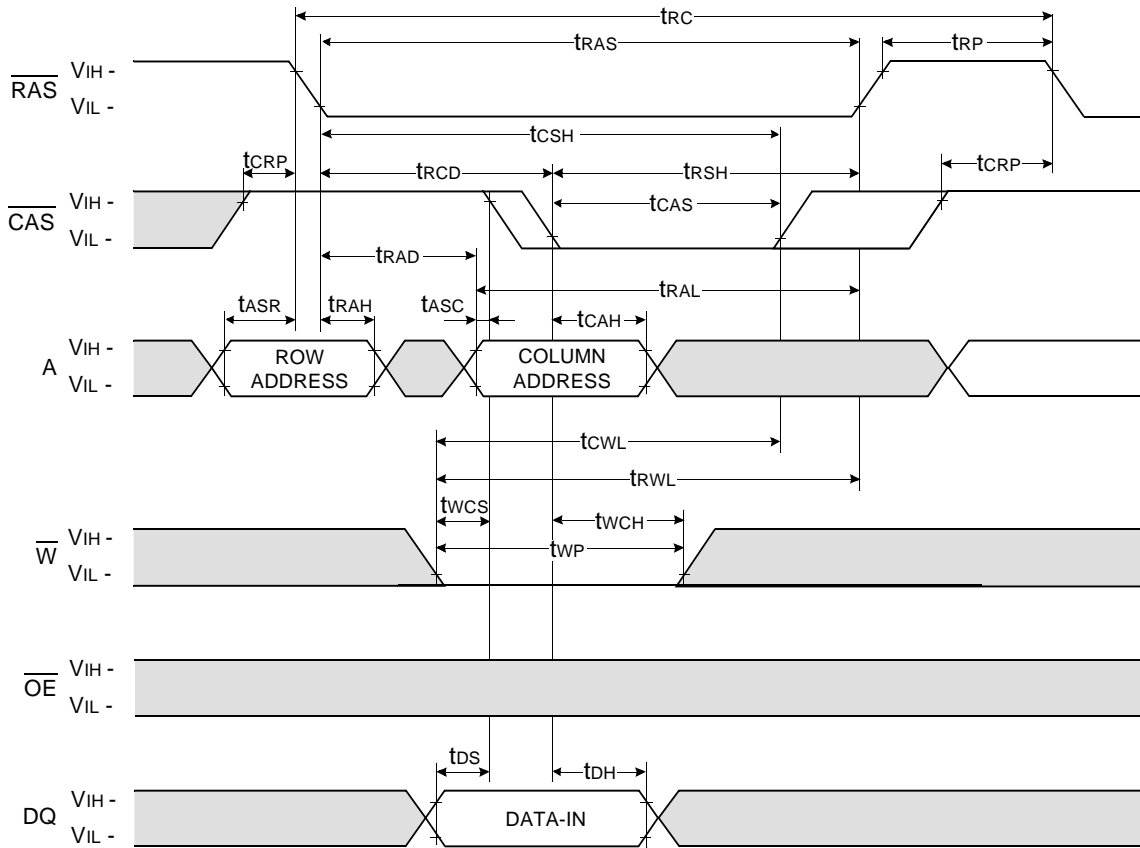 tRC
tRAS
tRP
RAS
VIH -
VIL -
tCSH
tCRP
tRCD
tRSH
tCRP
CAS
VIH -
VIL -
tCAS
tRAD
tRAL
tASR
tRAH
tASC
tCAH
A
VIH -
VIL -
ROW
ADDRESS
COLUMN
ADDRESS
tCWL
tRWL
tWCS
tWCH
W
VIH -
VIL -
tWP
OE
VIH -
VIL -
tDS
tDH
DQ
VIH -
VIL -
DATA-IN